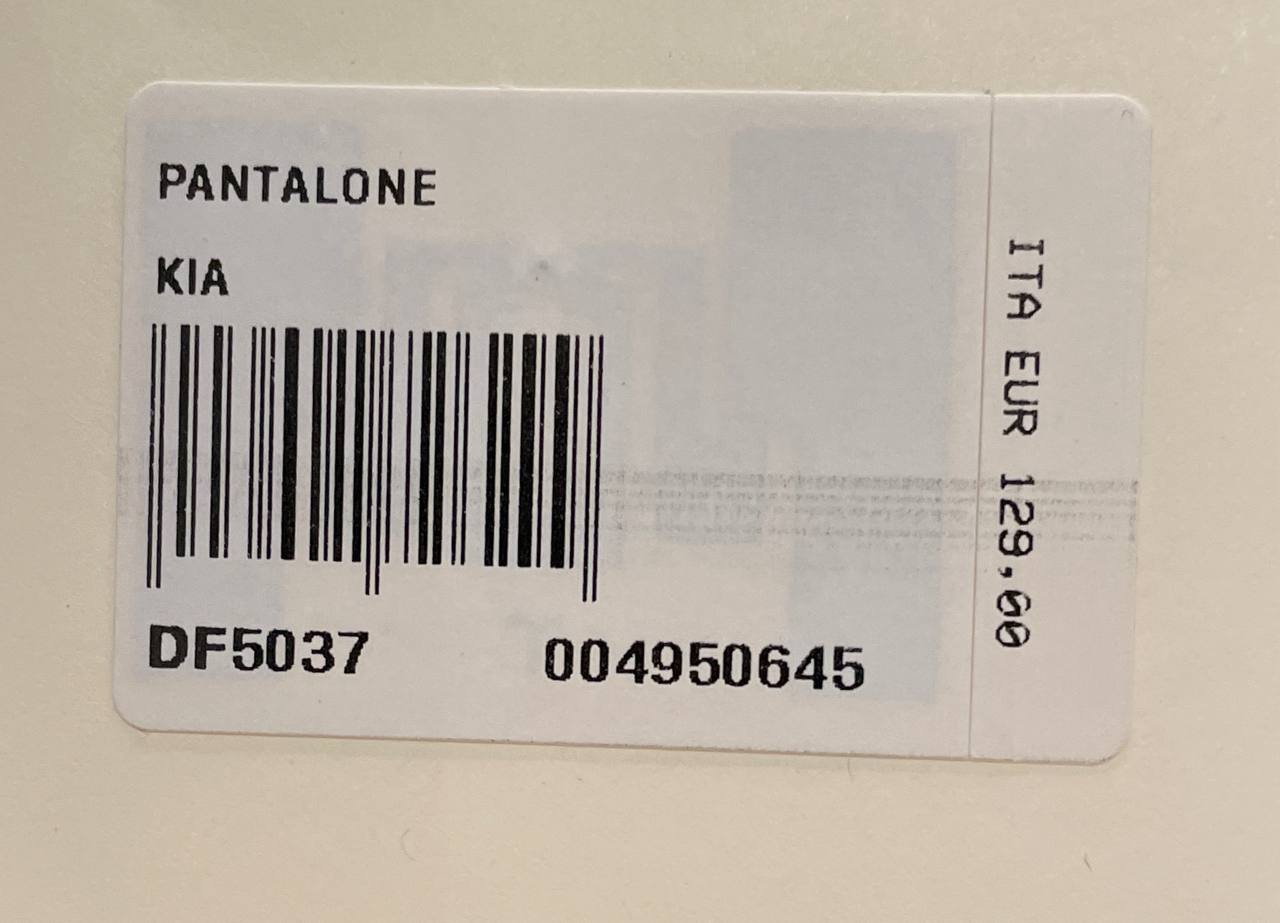 PANTALONE
KIA
DF5037 004950645
ITA EUR 129,00